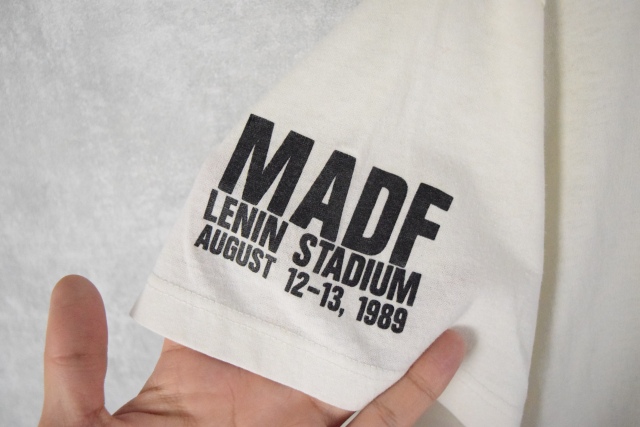 MADF
LENIN STADIUM
AUGUST 12-13, 1989